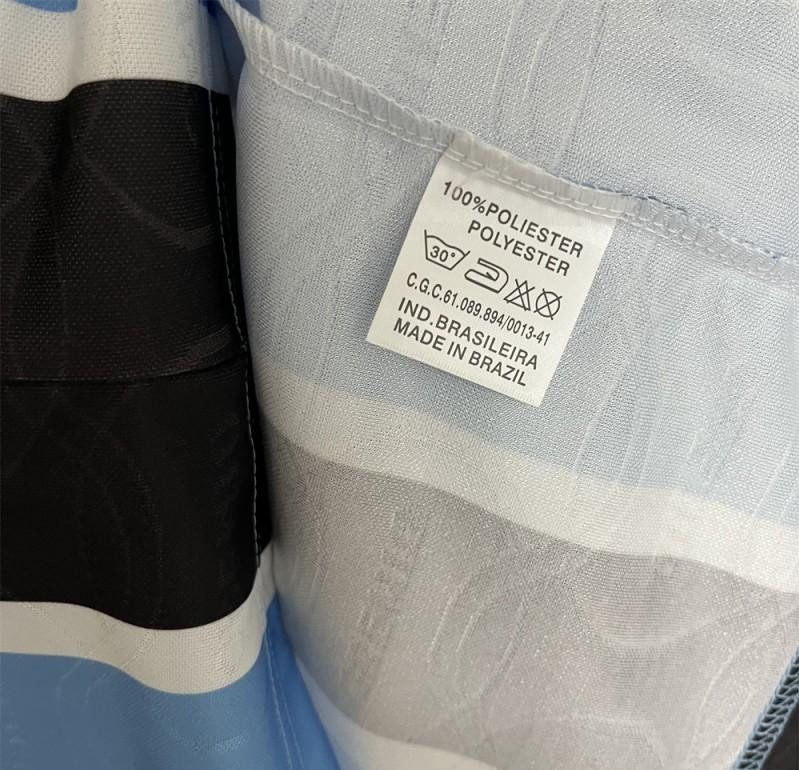 100%POLIESTER
POLYESTER
30°
C.G.C.61.089.894/0013-41
IND.BRASILEIRA
MADE IN BRAZIL